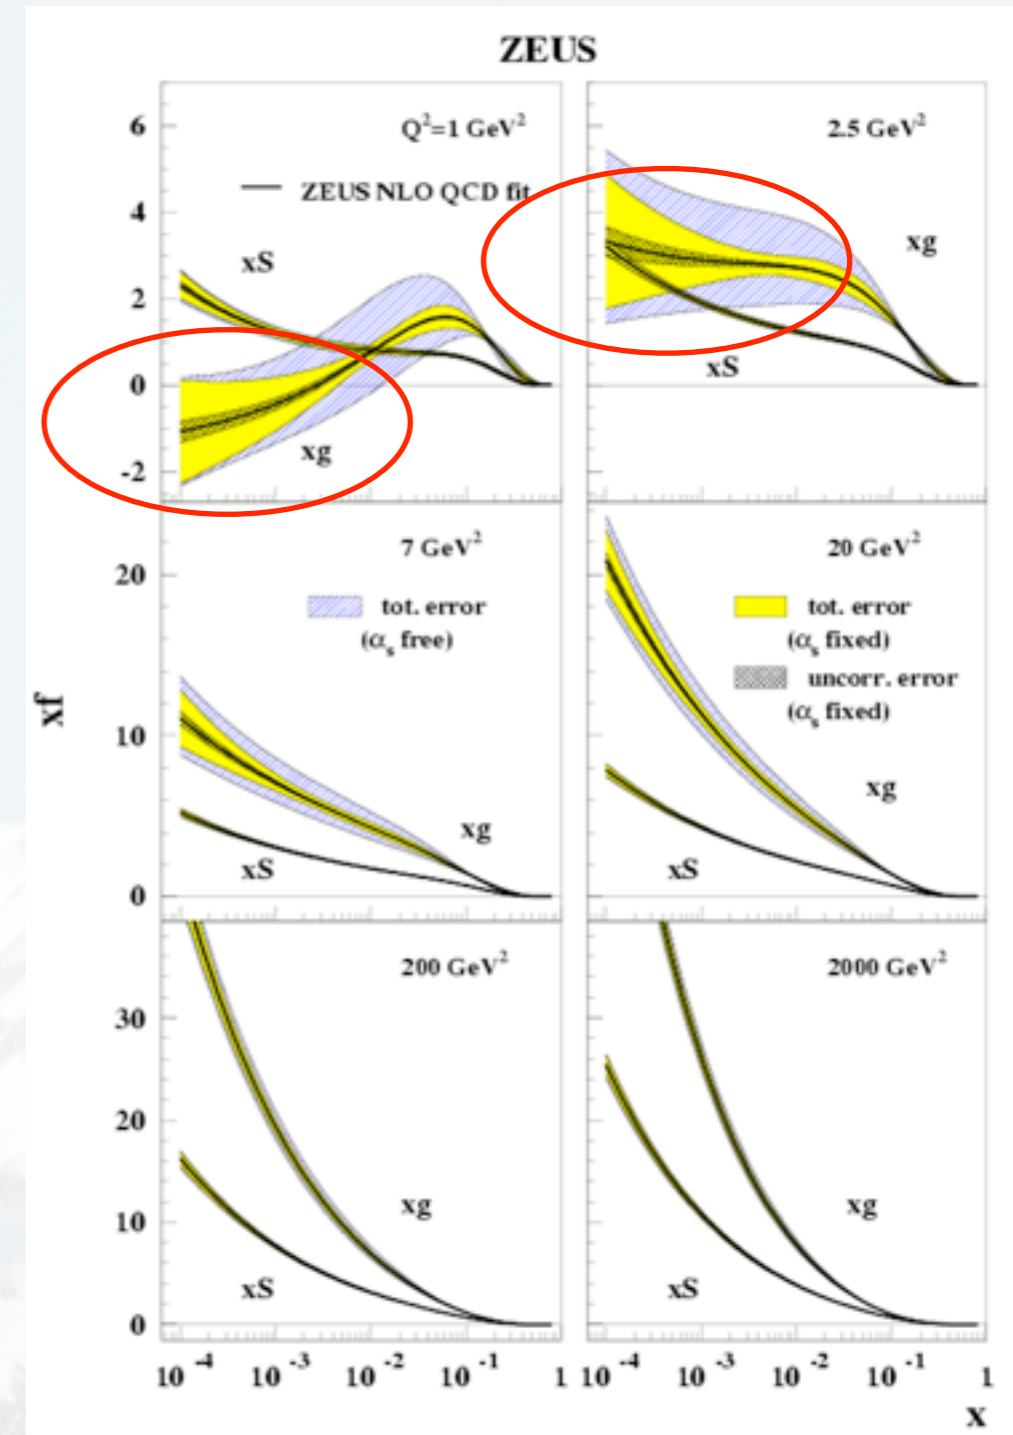 ZEUS
6
4
2
0
-2
Q²=1 GeV²
ZEUS NLO QCD fit
xS
xg
2.5 GeV²
xg
xS
xf
20
10
0
7 GeV²
tot. error
(αs free)
xg
xS
20 GeV²
tot. error
(αs fixed)
uncorr. error
(αs fixed)
xg
xS
30
20
10
0
200 GeV²
xg
xS
2000 GeV²
xg
xS
10⁻⁴ 10⁻³ 10⁻² 10⁻¹ 1 10⁻⁴ 10⁻³ 10⁻² 10⁻¹ 1
x